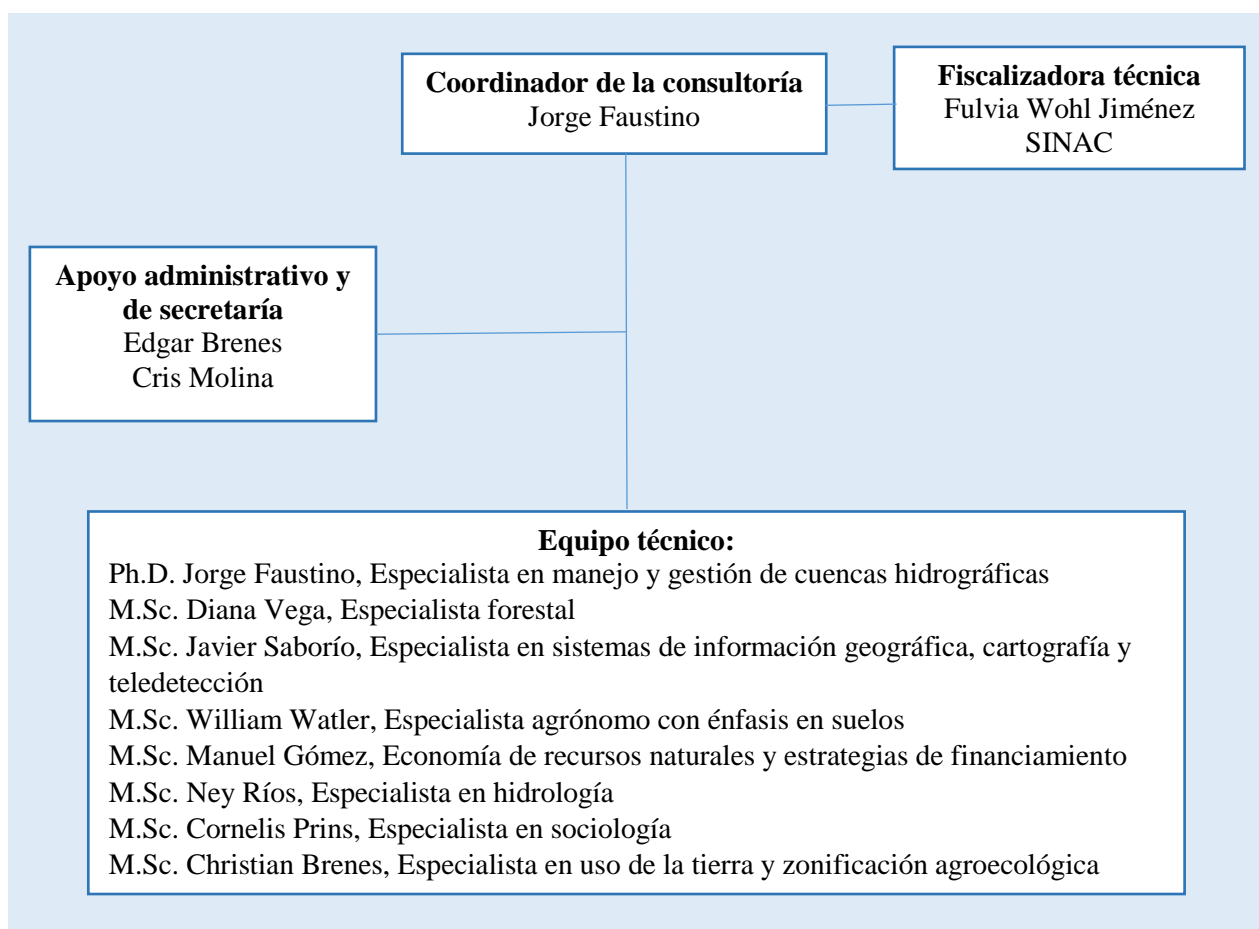 Coordinador de la consultoría
Jorge Faustino
Fiscalizadora técnica
Fulvia Wohl Jiménez
SINAC
Apoyo administrativo y
de secretaría
Edgar Brenes
Cris Molina
Equipo técnico:
Ph.D. Jorge Faustino, Especialista en manejo y gestión de cuencas hidrográficas
M.Sc. Diana Vega, Especialista forestal
M.Sc. Javier Saborío, Especialista en sistemas de información geográfica, cartografía y
teledetección
M.Sc. William Watler, Especialista agrónomo con énfasis en suelos
M.Sc. Manuel Gómez, Economía de recursos naturales y estrategias de financiamiento
M.Sc. Ney Ríos, Especialista en hidrología
M.Sc. Cornelis Prins, Especialista en sociología
M.Sc. Christian Brenes, Especialista en uso de la tierra y zonificación agroecológica